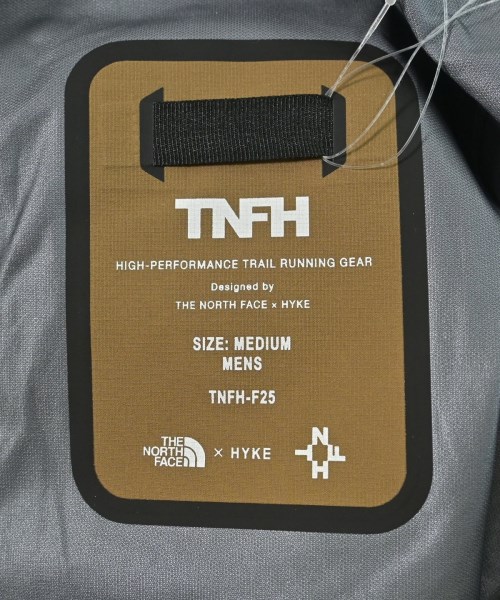 TNFH
HIGH-PERFORMANCE TRAIL RUNNING GEAR
Designed by
THE NORTH FACE × HYKE
SIZE: MEDIUM
MENS
TNFH-F25
THE
NORTH
FACE × HYKE
N
F
H